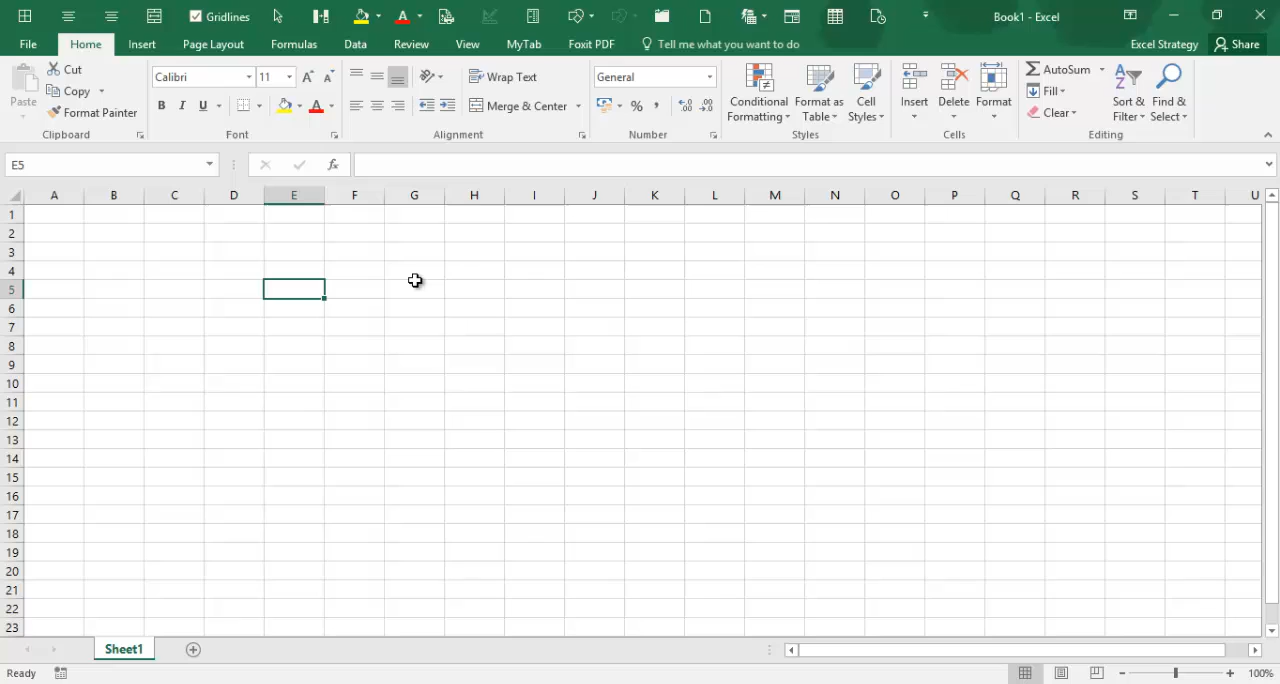 Gridlines Book1 - Excel
File Home Insert Page Layout Formulas Data Review View MyTab Foxit PDF Tell me what you want to do Excel Strategy Share
Paste Cut Copy Format Painter Clipboard
Calibri 11 B I U A Font
Wrap Text Merge & Center Alignment
General % , Number
Conditional Formatting Format as Table Cell Styles Styles
Insert Delete Format Cells
AutoSum Fill Clear Sort & Filter Find & Select Editing
E5 fx
A B C D E F G H I J K L M N O P Q R S T U
1
2
3
4
5
6
7
8
9
10
11
12
13
14
15
16
17
18
19
20
21
22
23
Sheet1
Ready 100%